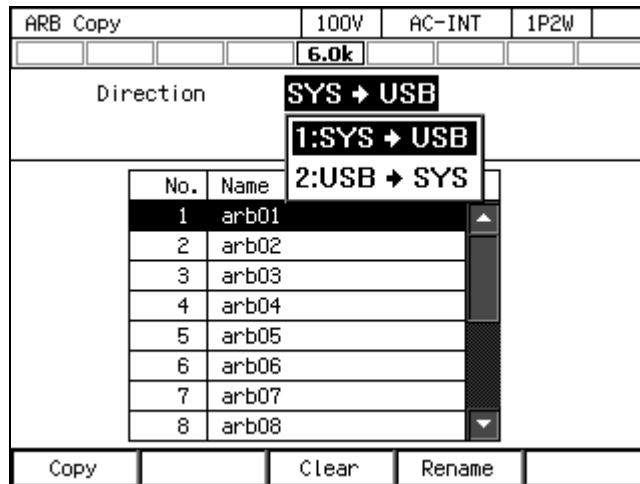 ARB Copy 100V AC-INT 1P2W
6.0k
Direction SYS → USB
1:SYS → USB
2:USB → SYS
No. Name
1 arb01
2 arb02
3 arb03
4 arb04
5 arb05
6 arb06
7 arb07
8 arb08
Copy Clear Rename